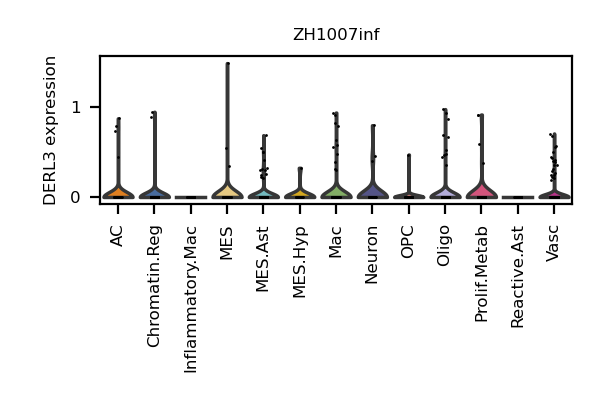 ZH1007inf
DERL3 expression
1
0
AC
Chromatin.Reg
Inflammatory.Mac
MES
MES.Ast
MES.Hyp
Mac
Neuron
OPC
Oligo
Prolif.Metab
Reactive.Ast
Vasc